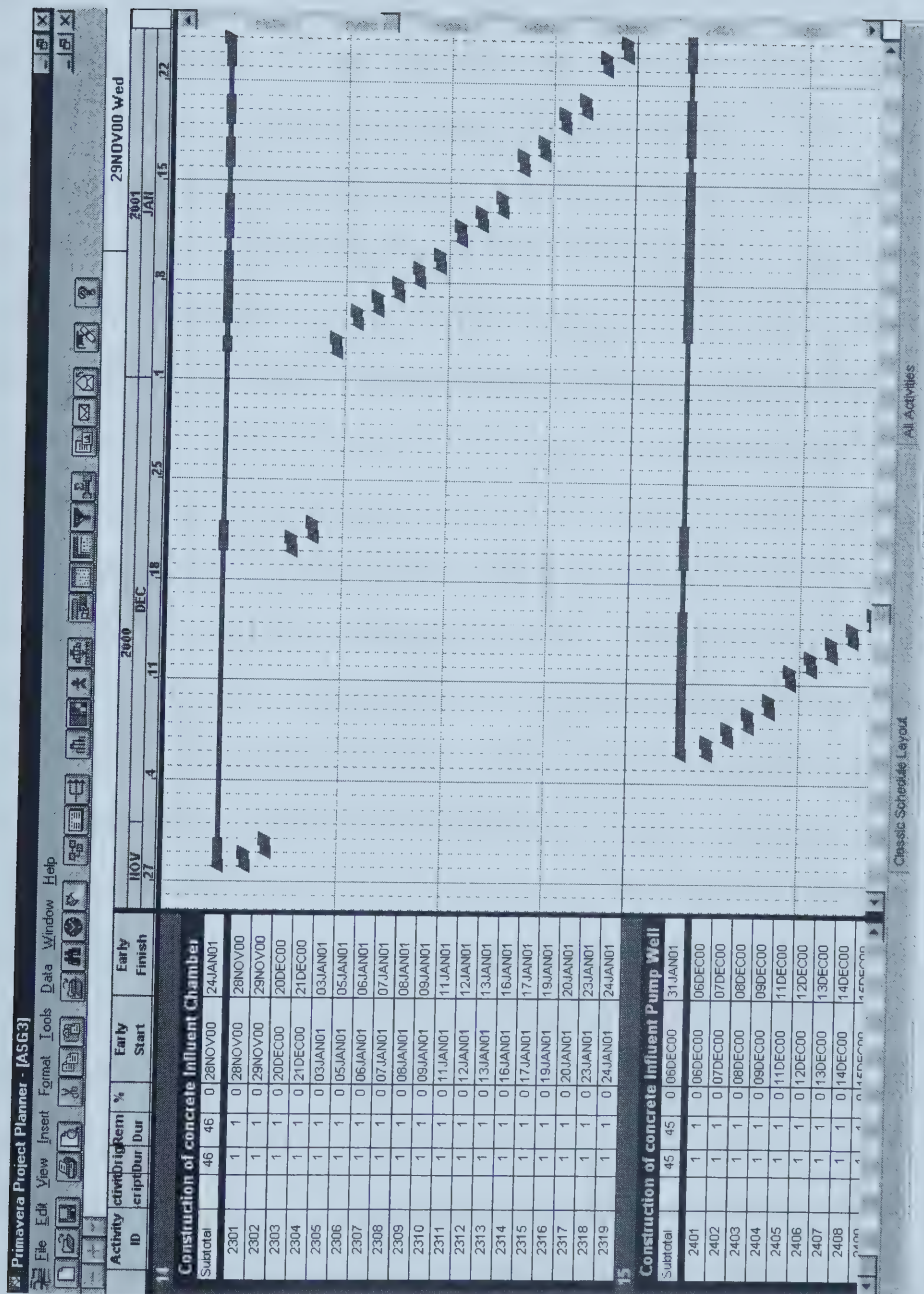 Primavera Project Planner - [ASG3]
File Edit View Insert Format Tools Data Window Help
29NOV00 Wed
Activity ctivit Orig Rem % Early Early
ID cript Dur Dur Start Finish
2000 2001
NOV DEC JAN
27 4 11 18 25 1 8 15 22
14 Construction of concrete Influent Chamber
Subtotal 46 46 0 28NOV00 24JAN01
2301 1 1 0 28NOV00 28NOV00
2302 1 1 0 29NOV00 29NOV00
2303 1 1 0 20DEC00 20DEC00
2304 1 1 0 21DEC00 21DEC00
2305 1 1 0 03JAN01 03JAN01
2306 1 1 0 05JAN01 05JAN01
2307 1 1 0 06JAN01 06JAN01
2308 1 1 0 07JAN01 07JAN01
2309 1 1 0 08JAN01 08JAN01
2310 1 1 0 09JAN01 09JAN01
2311 1 1 0 11JAN01 11JAN01
2312 1 1 0 12JAN01 12JAN01
2313 1 1 0 13JAN01 13JAN01
2314 1 1 0 16JAN01 16JAN01
2315 1 1 0 17JAN01 17JAN01
2316 1 1 0 19JAN01 19JAN01
2317 1 1 0 20JAN01 20JAN01
2318 1 1 0 23JAN01 23JAN01
2319 1 1 0 24JAN01 24JAN01
15 Construction of concrete Influent Pump Well
Subtotal 45 45 0 06DEC00 31JAN01
2401 1 1 0 06DEC00 06DEC00
2402 1 1 0 07DEC00 07DEC00
2403 1 1 0 08DEC00 08DEC00
2404 1 1 0 09DEC00 09DEC00
2405 1 1 0 11DEC00 11DEC00
2406 1 1 0 12DEC00 12DEC00
2407 1 1 0 13DEC00 13DEC00
2408 1 1 0 14DEC00 14DEC00
Classic Schedule Layout All Activities